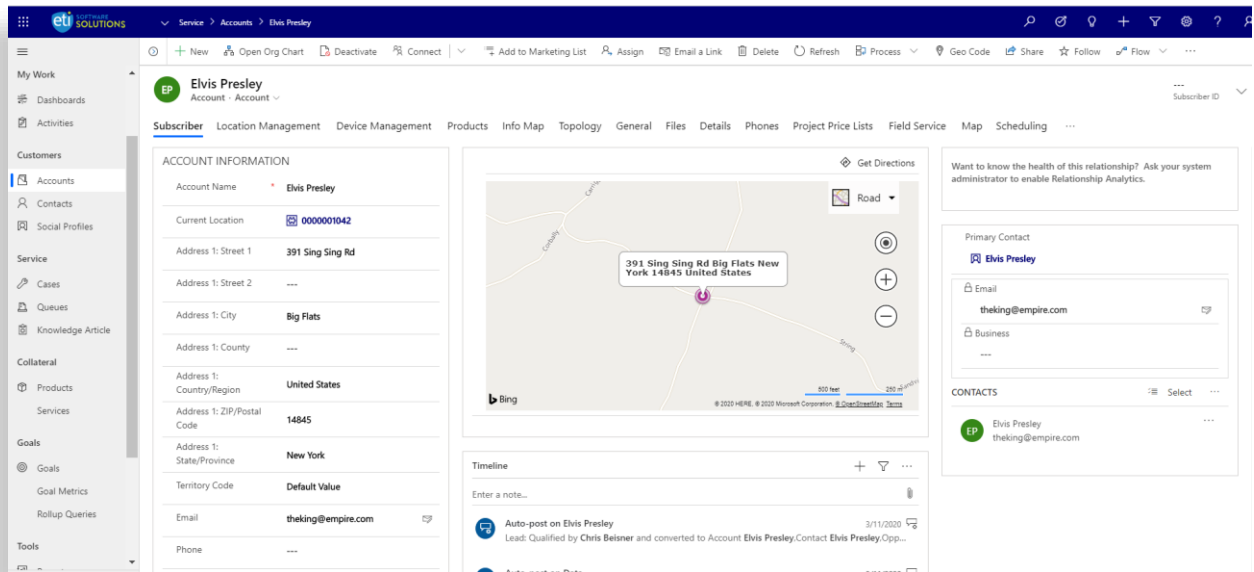 eti SOFTWARE SOLUTIONS
Service > Accounts > Elvis Presley
?
New
Open Org Chart
Deactivate
Connect
Add to Marketing List
Assign
Email a Link
Delete
Refresh
Process
Geo Code
Share
Follow
Flow
...
My Work
Dashboards
Activities
Customers
Accounts
Contacts
Social Profiles
Service
Cases
Queues
Knowledge Article
Collateral
Products
Services
Goals
Goals
Goal Metrics
Rollup Queries
Tools
EP
Elvis Presley
Account · Account
---
Subscriber ID
Subscriber
Location Management
Device Management
Products
Info Map
Topology
General
Files
Details
Phones
Project Price Lists
Field Service
Map
Scheduling
...
ACCOUNT INFORMATION
Account Name * Elvis Presley
Current Location 0000001042
Address 1: Street 1 391 Sing Sing Rd
Address 1: Street 2 ---
Address 1: City Big Flats
Address 1: County ---
Address 1:
Country/Region United States
Address 1: ZIP/Postal
Code 14845
Address 1:
State/Province New York
Territory Code Default Value
Email theking@empire.com
Phone ---
Get Directions
Road
Corbally
391 Sing Sing Rd Big Flats New
York 14845 United States
Bing
500 feet 250 m
© 2020 HERE, © 2020 Microsoft Corporation, © OpenStreetMap Terms
Timeline
Enter a note...
Auto-post on Elvis Presley 3/11/2020
Lead: Qualified by Chris Beisner and converted to Account Elvis Presley.Contact Elvis Presley.Opp...
Want to know the health of this relationship? Ask your system
administrator to enable Relationship Analytics.
Primary Contact
Elvis Presley
Email
theking@empire.com
Business
---
CONTACTS Select ...
EP
Elvis Presley ...
theking@empire.com